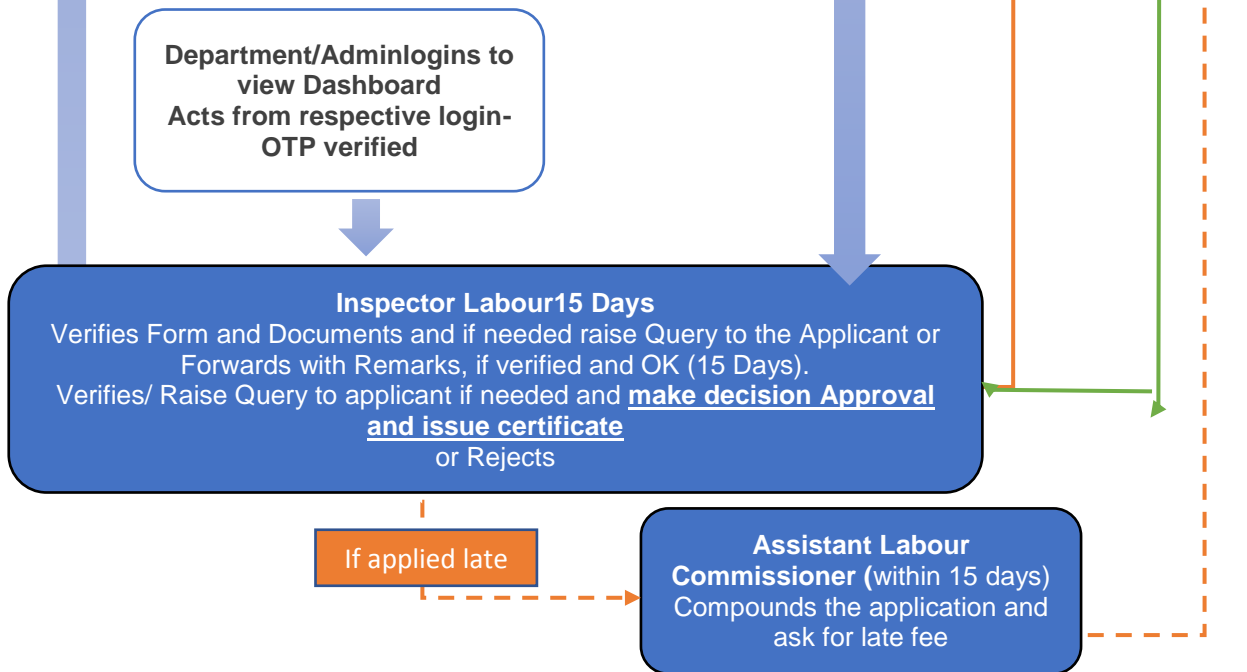 Department/Adminlogins to
view Dashboard
Acts from respective login-
OTP verified
Inspector Labour15 Days
Verifies Form and Documents and if needed raise Query to the Applicant or
Forwards with Remarks, if verified and OK (15 Days).
Verifies/ Raise Query to applicant if needed and make decision Approval
and issue certificate
or Rejects
If applied late
Assistant Labour
Commissioner (within 15 days)
Compounds the application and
ask for late fee